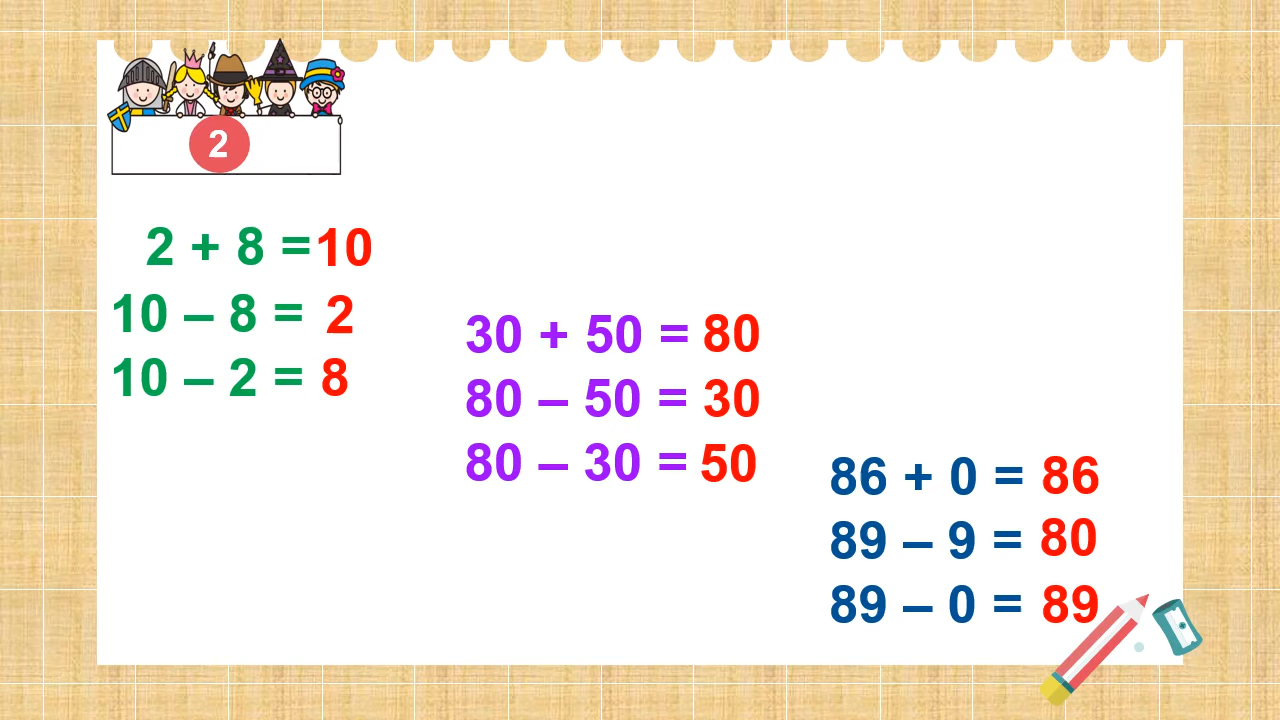 2
2 + 8 = 10
10 – 8 = 2
10 – 2 = 8
30 + 50 = 80
80 – 50 = 30
80 – 30 = 50
86 + 0 = 86
89 – 9 = 80
89 – 0 = 89